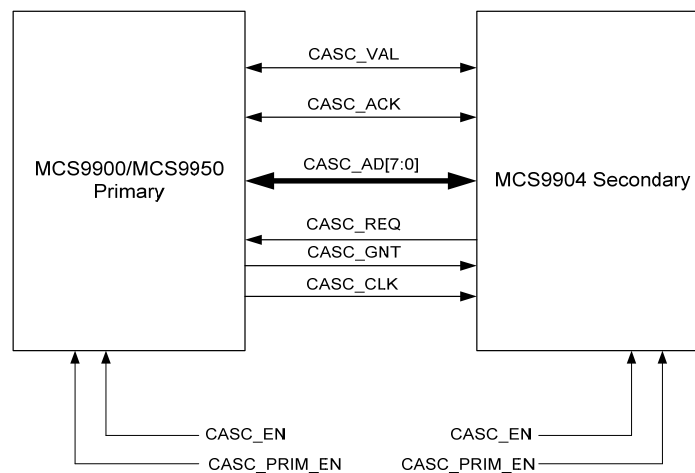 CASC_VAL
CASC_ACK
MCS9900/MCS9950
Primary
CASC_AD[7:0]
MCS9904 Secondary
CASC_REQ
CASC_GNT
CASC_CLK
CASC_EN
CASC_PRIM_EN
CASC_EN
CASC_PRIM_EN